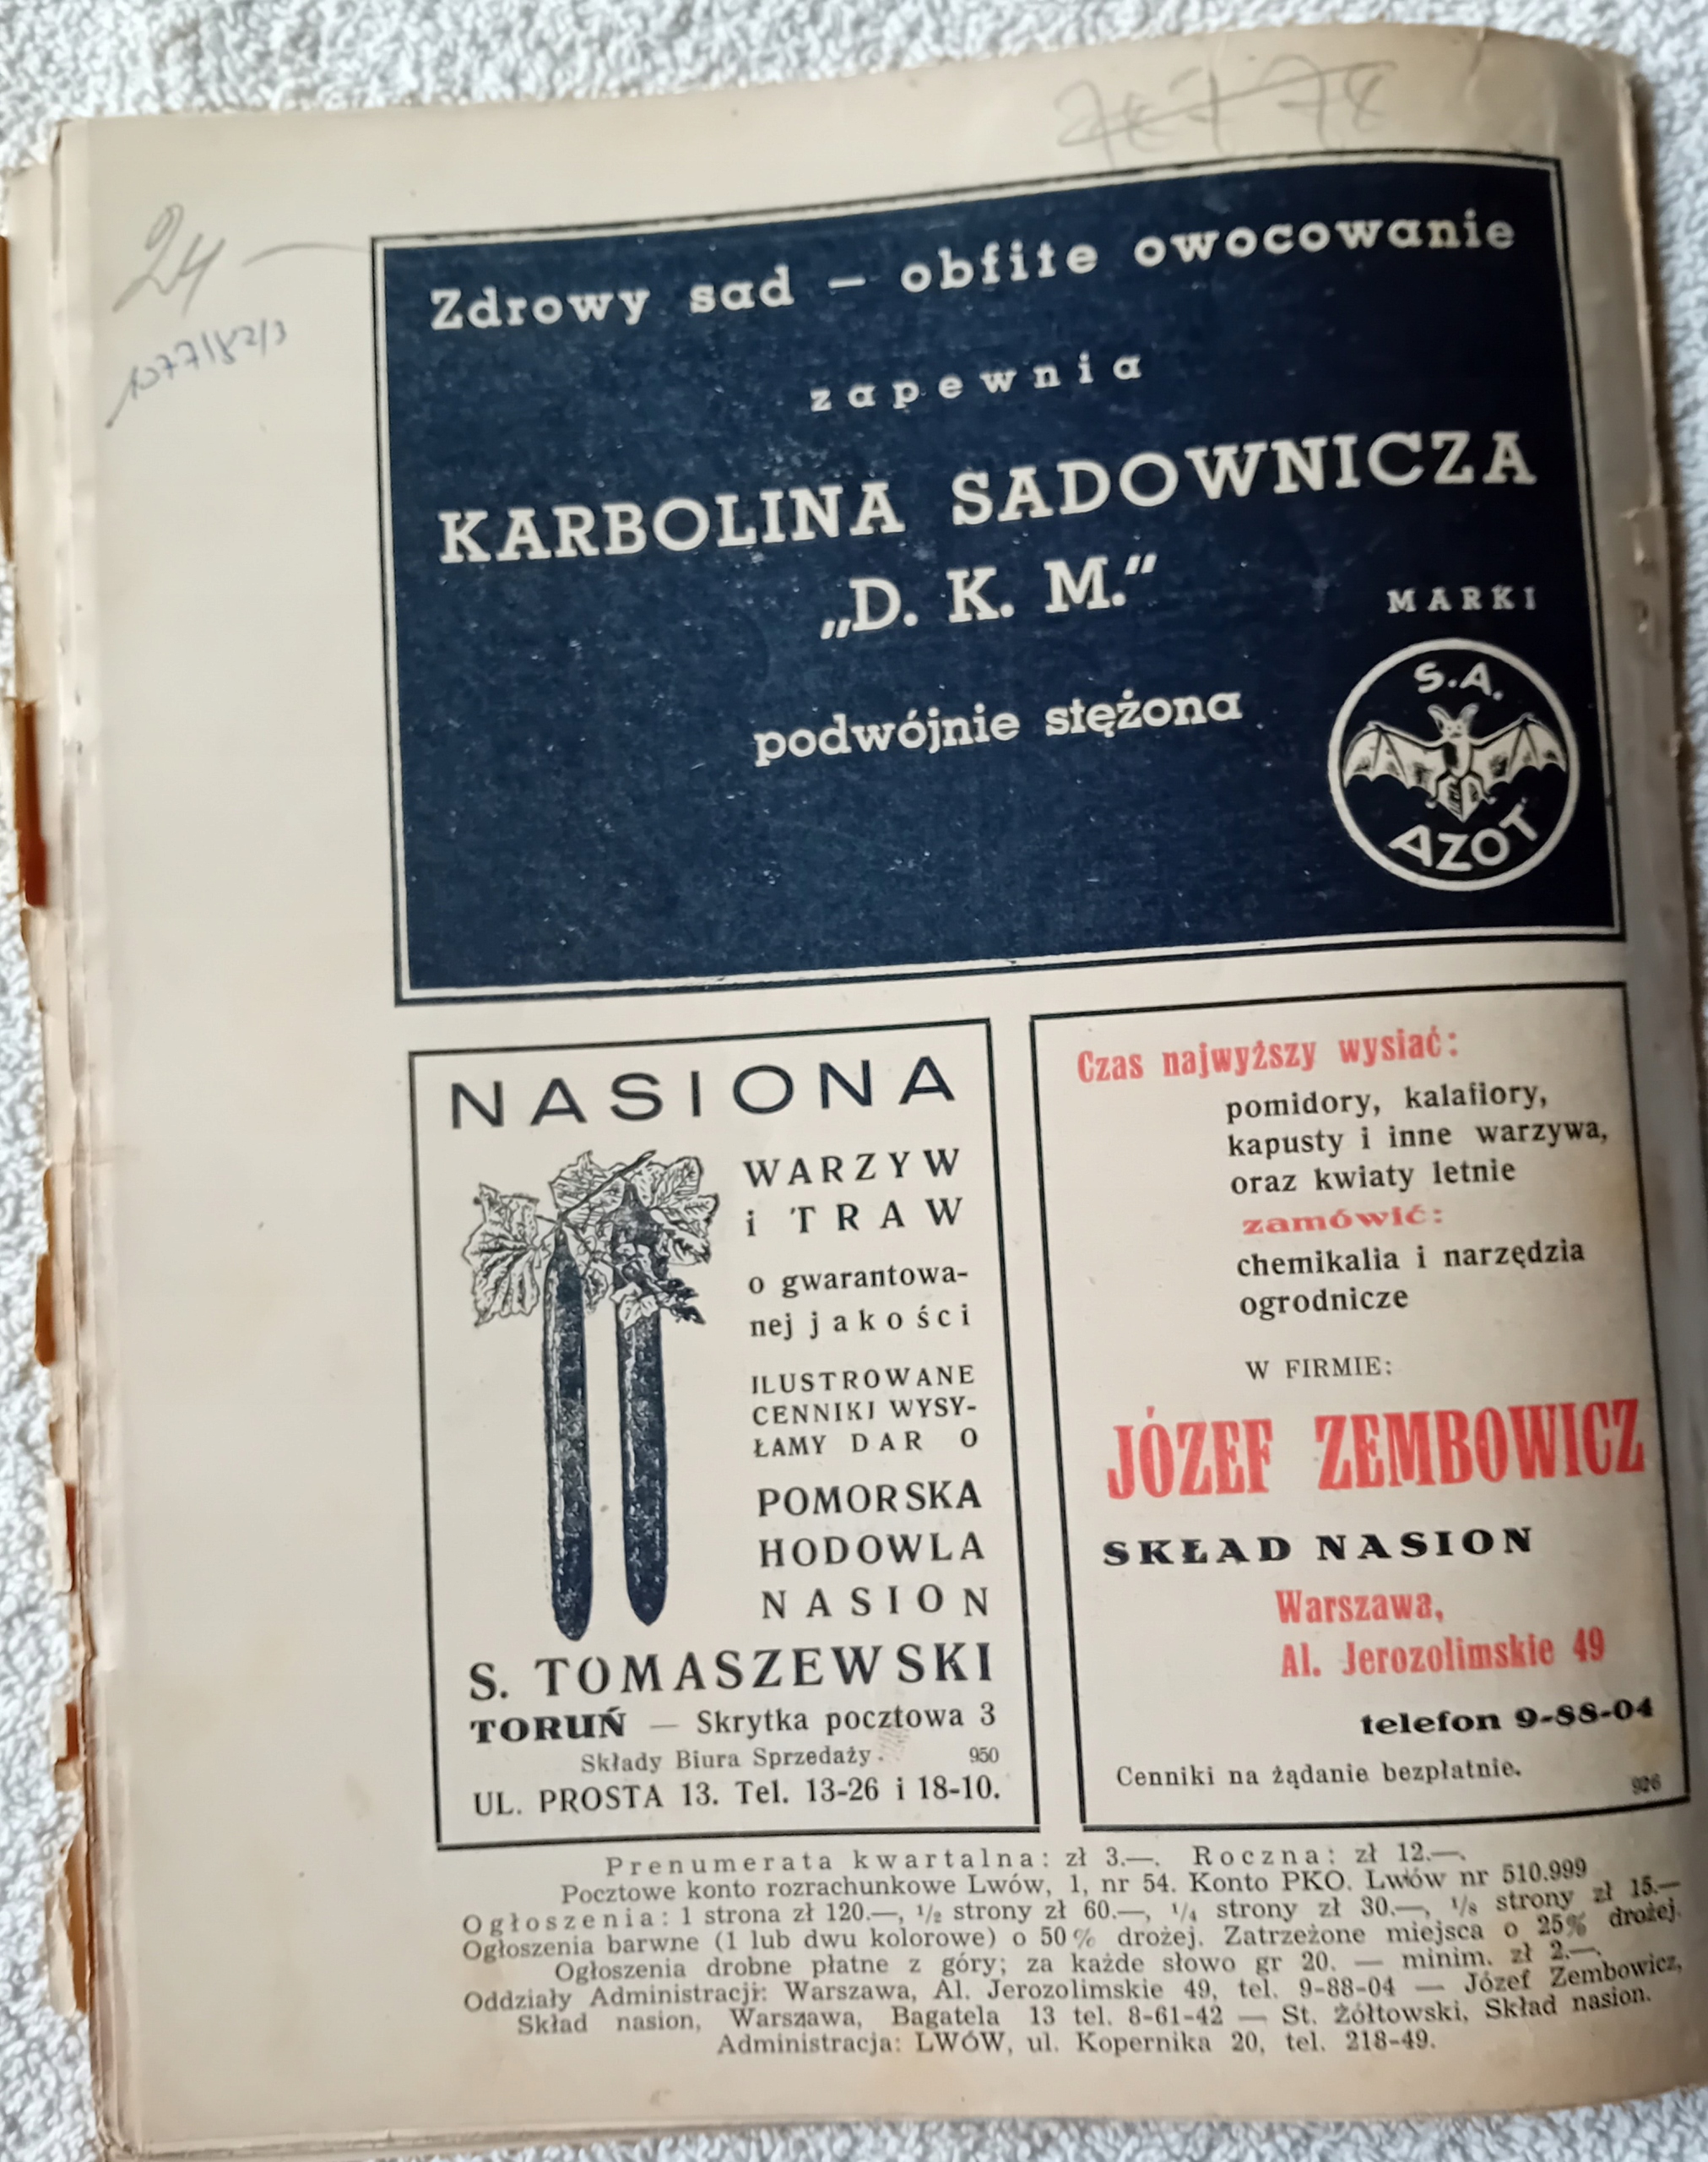 24 —
1077/82/3
Zdrowy sad — obfite owocowanie
zapewnia
KARBOLINA SADOWNICZA
„D. K. M.“
MARKI
podwójnie stężona
S.A.
AZOT
NASIONA
WARZYW
i TRAW
o gwarantowa-
nej jakości
ILUSTROWANE
CENNIKI WYSY-
ŁAMY DAR O
POMORSKA
HODOWLA
NASION
S. TOMASZEWSKI
TORUŃ — Skrytka pocztowa 3
Składy Biura Sprzedaży 950
UL. PROSTA 13. Tel. 13-26 i 18-10.
Czas najwyższy wysiać:
pomidory, kalafiory,
kapusty i inne warzywa,
oraz kwiaty letnie
zamówić:
chemikalia i narzędzia
ogrodnicze
W FIRMIE:
JÓZEF ZEMBOWICZ
SKŁAD NASION
Warszawa,
Al. Jerozolimskie 49
telefon 9-88-04
Cenniki na żądanie bezpłatnie.
926
Prenumerata kwartalna: zł 3.—. Roczna: zł 12.—.
Pocztowe konto rozrachunkowe Lwów, 1, nr 54. Konto PKO. Lwów nr 510.999
Ogłoszenia: 1 strona zł 120.—, 1/2 strony zł 60.—, 1/4 strony zł 30.—, 1/8 strony zł 15.—
Ogłoszenia barwne (1 lub dwu kolorowe) o 50% drożej. Zatrzeżone miejsca o 25% drożej.
Ogłoszenia drobne płatne z góry; za każde słowo gr 20. — minim. zł 2.—.
Oddziały Administracji: Warszawa, Al. Jerozolimskie 49, tel. 9-88-04 — Józef Zembowicz,
Skład nasion, Warszawa, Bagatela 13 tel. 8-61-42 — St. Żółtowski, Skład nasion.
Administracja: LWÓW, ul. Kopernika 20, tel. 218-49.